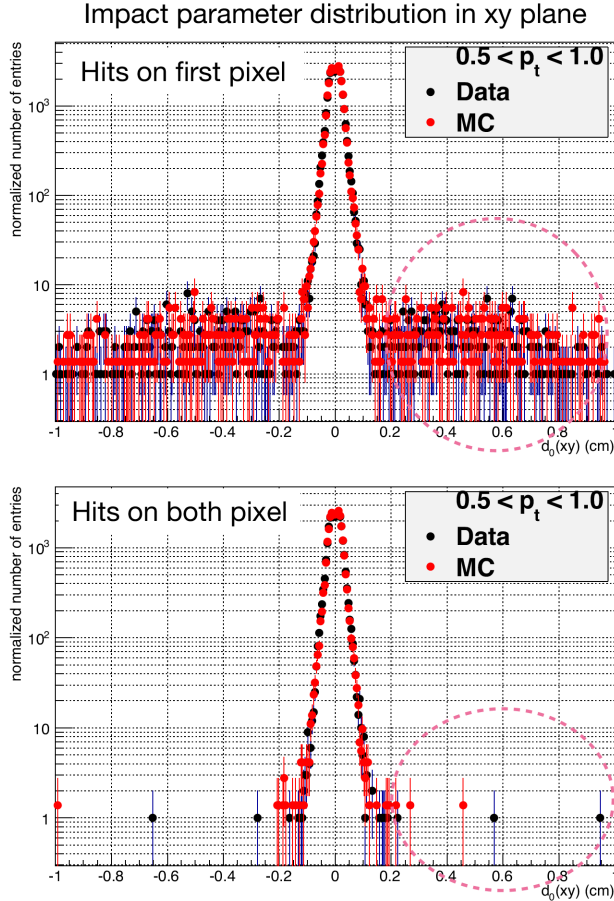 Impact parameter distribution in xy plane
normalized number of entries
Hits on first pixel
0.5 < p_t < 1.0
Data
MC
10^3
10^2
10
1
-1 -0.8 -0.6 -0.4 -0.2 0 0.2 0.4 0.6 0.8 1
d_0(xy) (cm)
normalized number of entries
Hits on both pixel
0.5 < p_t < 1.0
Data
MC
10^3
10^2
10
1
-1 -0.8 -0.6 -0.4 -0.2 0 0.2 0.4 0.6 0.8 1
d_0(xy) (cm)